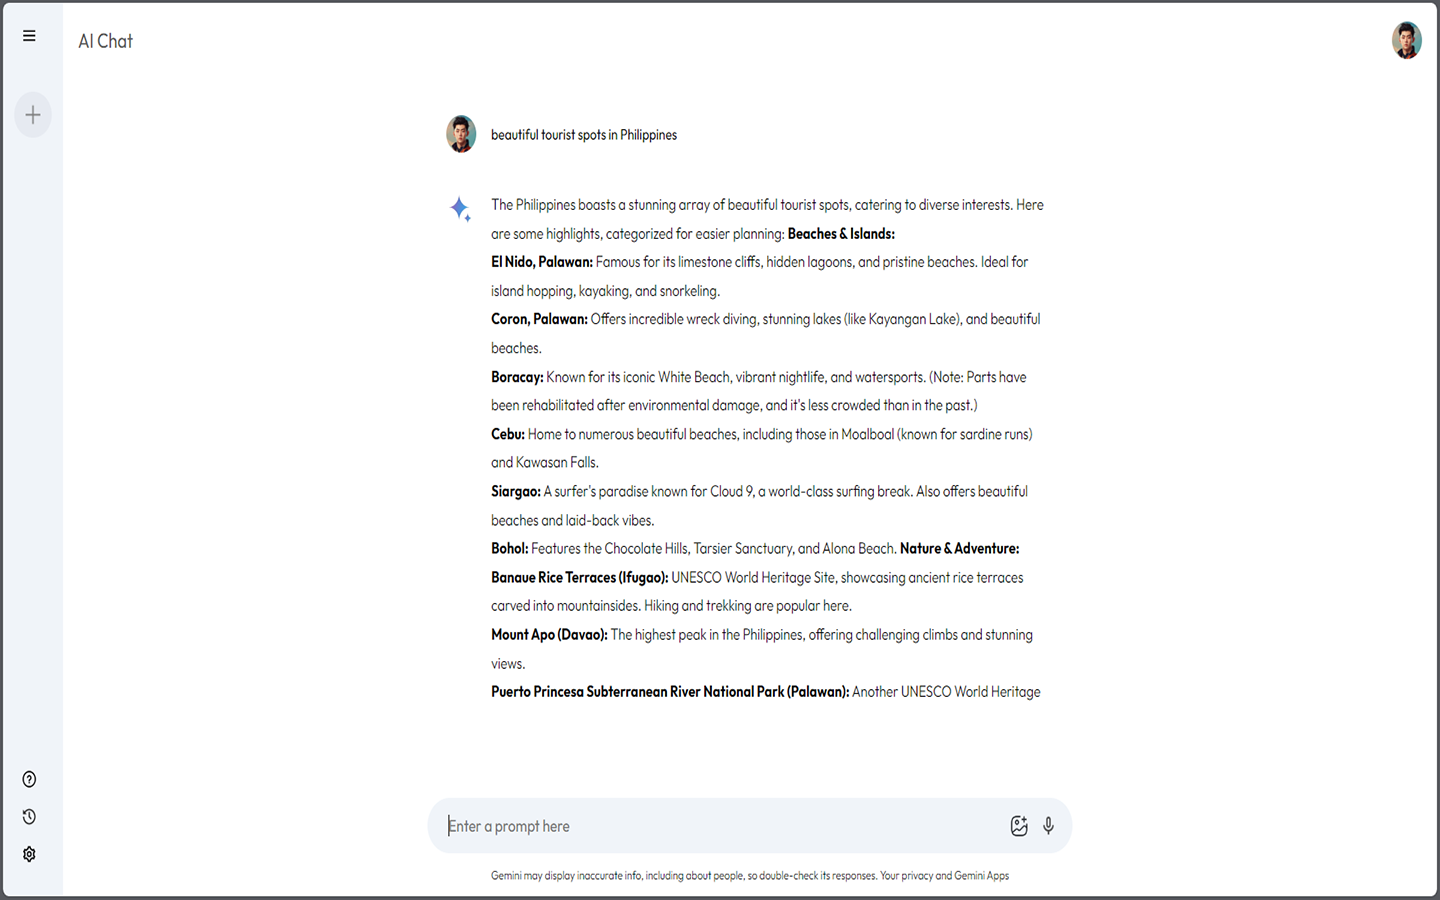 AI Chat
beautiful tourist spots in Philippines
The Philippines boasts a stunning array of beautiful tourist spots, catering to diverse interests. Here
are some highlights, categorized for easier planning: Beaches & Islands:
El Nido, Palawan: Famous for its limestone cliffs, hidden lagoons, and pristine beaches. Ideal for
island hopping, kayaking, and snorkeling.
Coron, Palawan: Offers incredible wreck diving, stunning lakes (like Kayangan Lake), and beautiful
beaches.
Boracay: Known for its iconic White Beach, vibrant nightlife, and watersports. (Note: Parts have
been rehabilitated after environmental damage, and it's less crowded than in the past.)
Cebu: Home to numerous beautiful beaches, including those in Moalboal (known for sardine runs)
and Kawasan Falls.
Siargao: A surfer's paradise known for Cloud 9, a world-class surfing break. Also offers beautiful
beaches and laid-back vibes.
Bohol: Features the Chocolate Hills, Tarsier Sanctuary, and Alona Beach. Nature & Adventure:
Banaue Rice Terraces (Ifugao): UNESCO World Heritage Site, showcasing ancient rice terraces
carved into mountainsides. Hiking and trekking are popular here.
Mount Apo (Davao): The highest peak in the Philippines, offering challenging climbs and stunning
views.
Puerto Princesa Subterranean River National Park (Palawan): Another UNESCO World Heritage
Enter a prompt here
Gemini may display inaccurate info, including about people, so double-check its responses. Your privacy and Gemini Apps